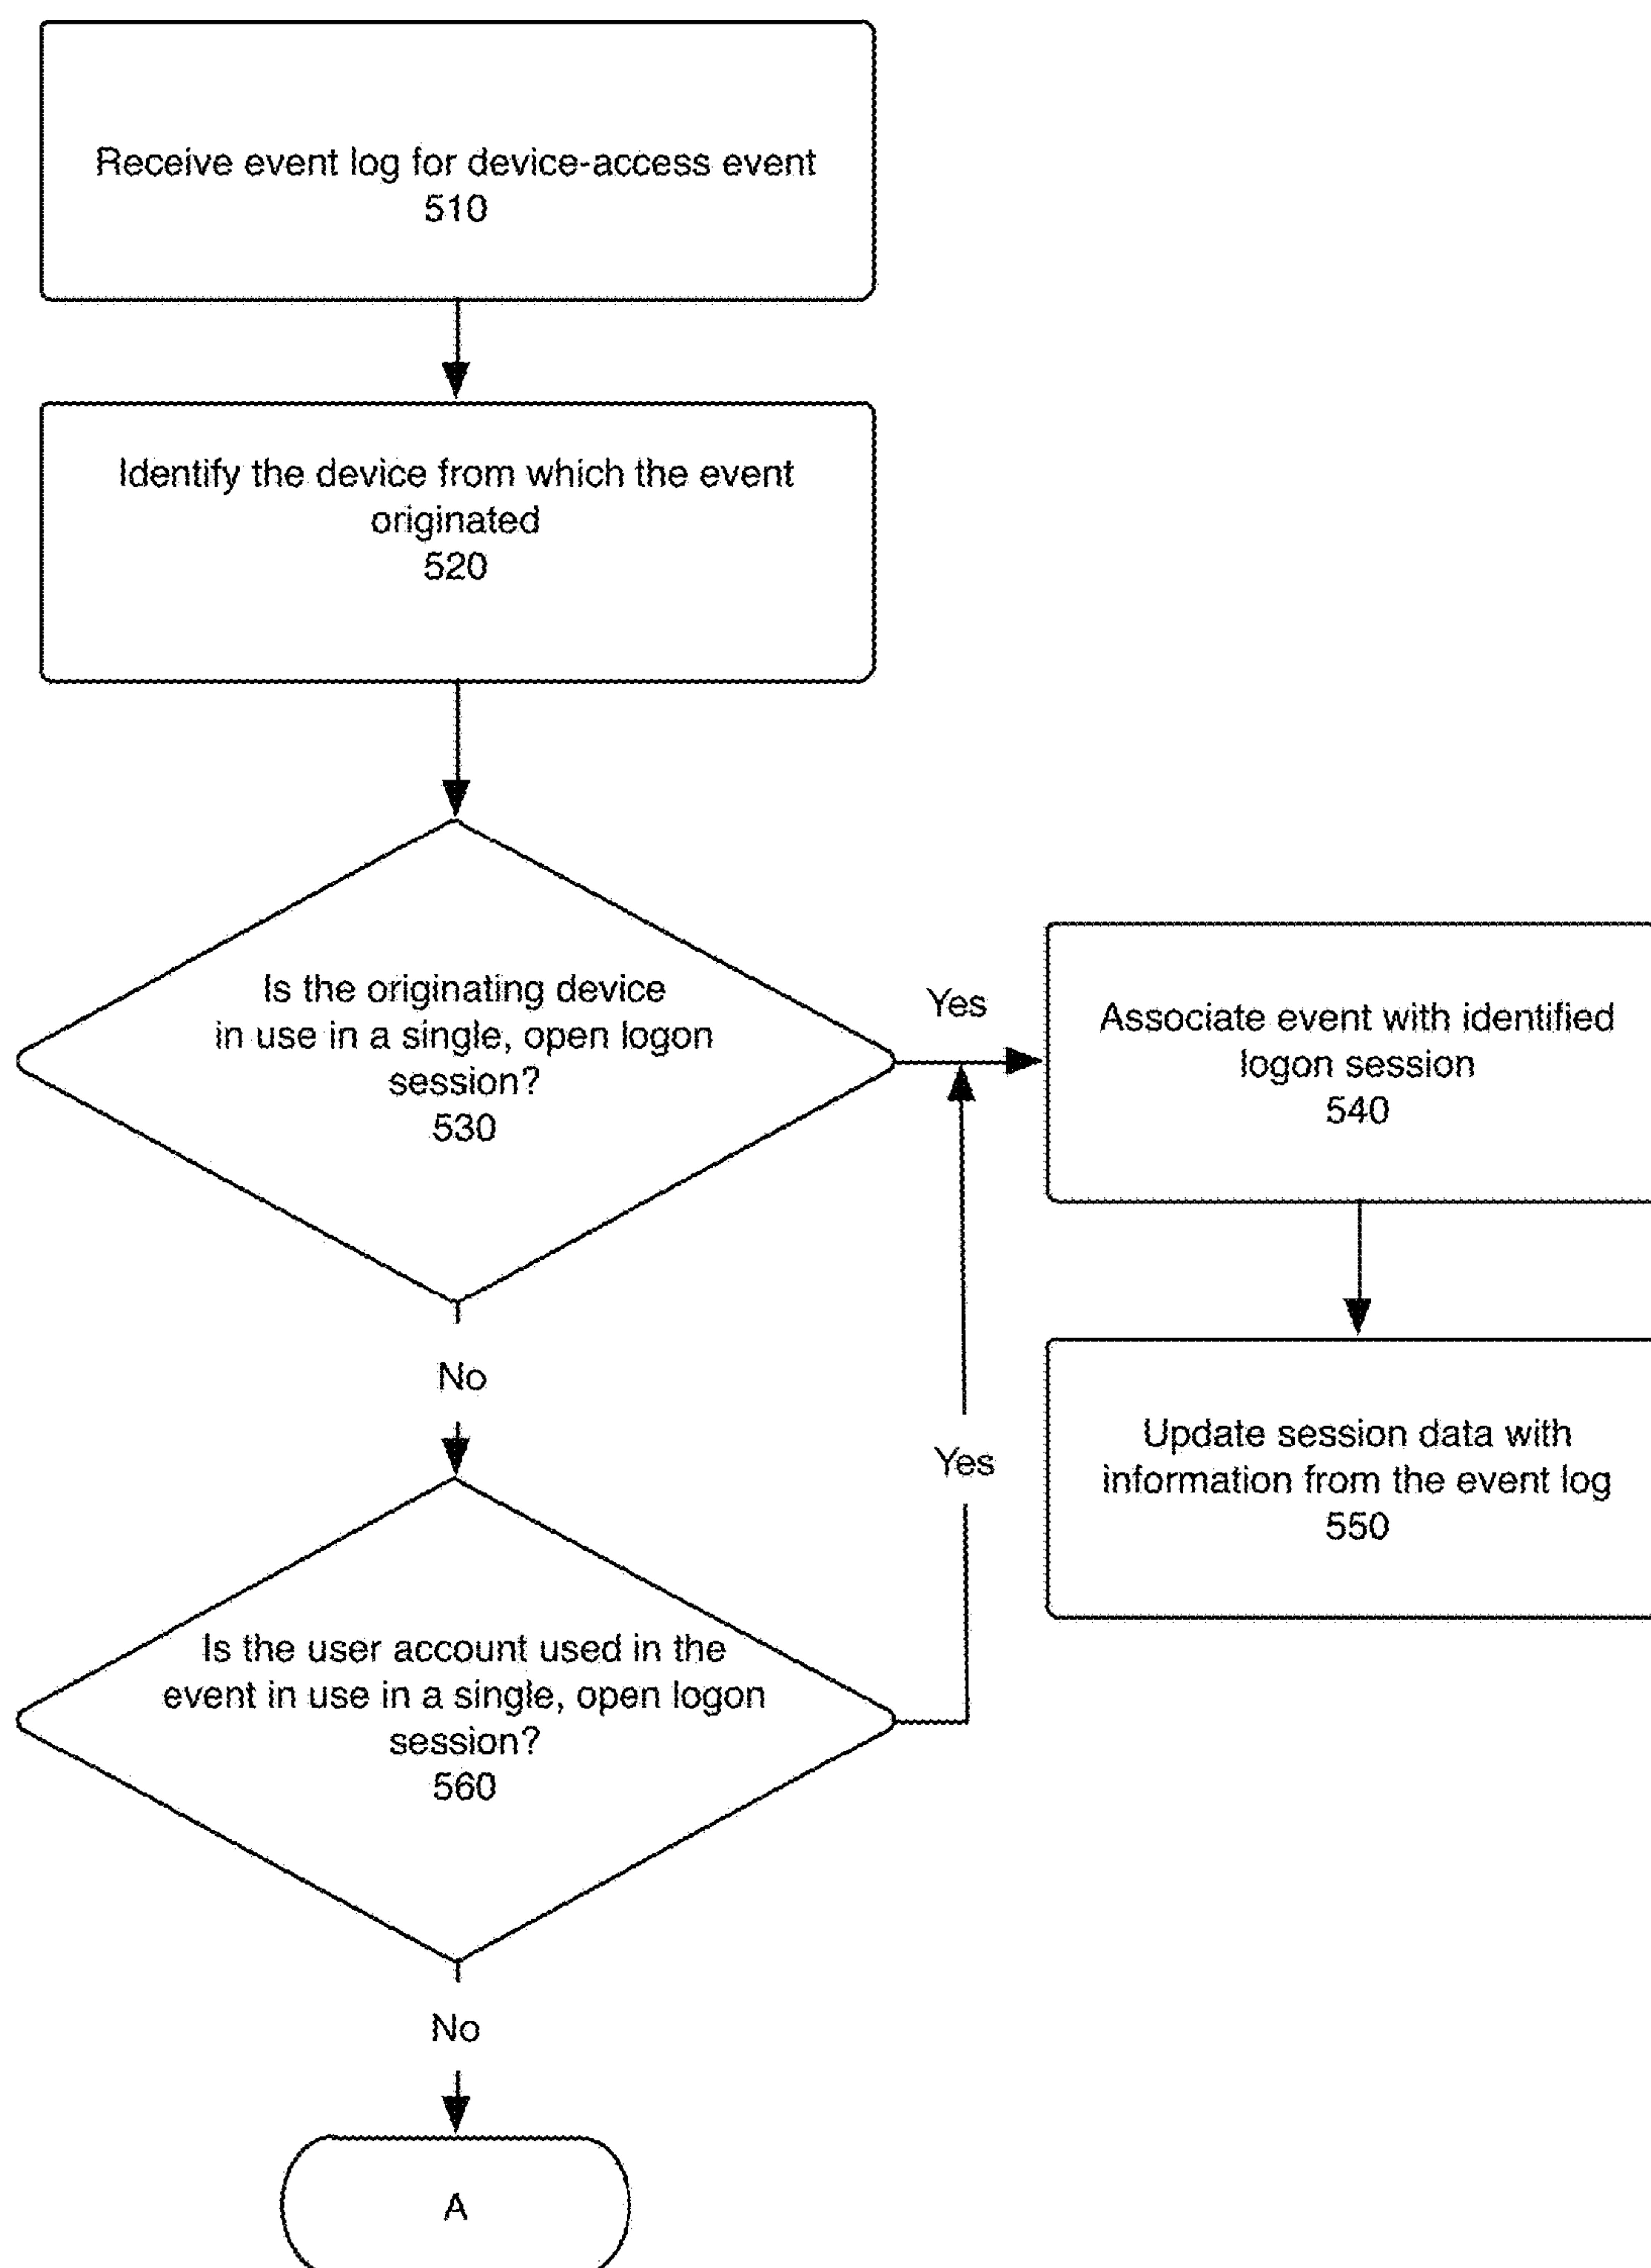 Receive event log for device-access event
510
Identify the device from which the event
originated
520
Is the originating device
in use in a single, open logon
session?
530
Yes
Associate event with identified
logon session
540
No
Yes
Update session data with
information from the event log
550
Is the user account used in the
event in use in a single, open logon
session?
560
No
A